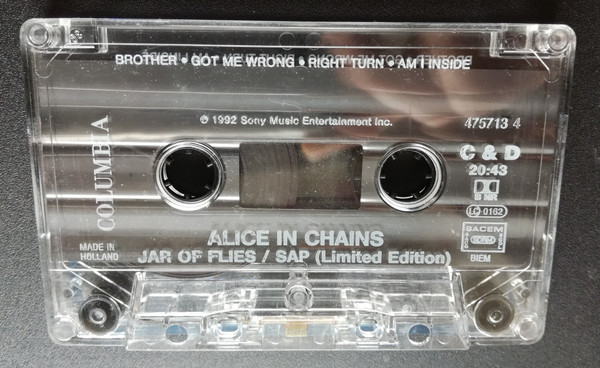 BROTHER • GOT ME WRONG • RIGHT TURN • AM I INSIDE
℗ 1992 Sony Music Entertainment Inc.
475713 4
COLUMBIA
C & D
20:43
B NR
LC 0162
SACEM
BIEM
MADE IN
HOLLAND
ALICE IN CHAINS
JAR OF FLIES / SAP (Limited Edition)